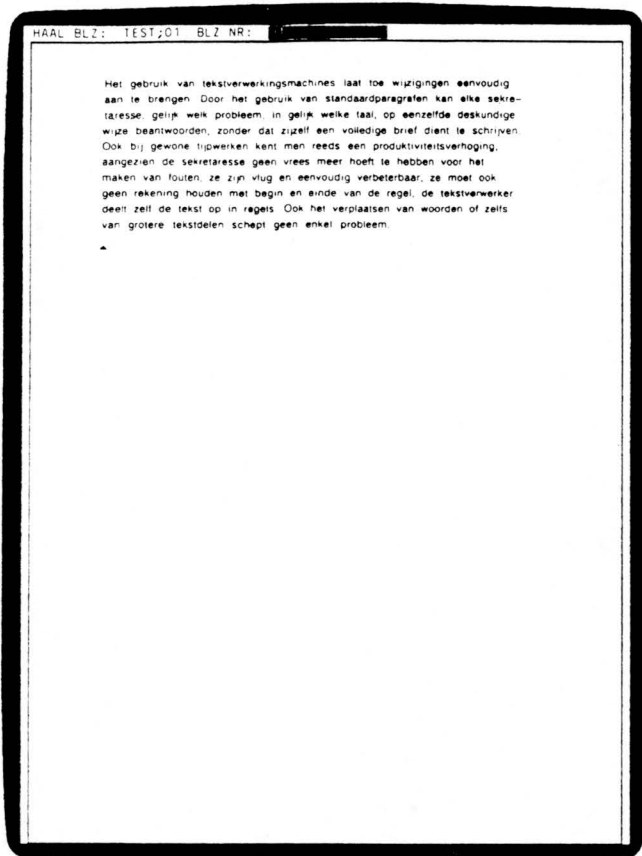 HAAL BLZ: TEST;01 BLZ NR:
Het gebruik van tekstverwerkingsmachines laat toe wijzigingen eenvoudig
aan te brengen. Door het gebruik van standaardparagrafen kan elke sekre-
taresse, gelijk welk probleem, in gelijk welke taal, op eenzelfde deskundige
wijze beantwoorden, zonder dat zijzelf een volledige brief dient te schrijven.
Ook bij gewone tijpwerken kent men reeds een produktiviteitsverhoging,
aangezien de sekretaresse geen vrees meer hoeft te hebben voor het
maken van fouten, ze zijn vlug en eenvoudig verbeterbaar, ze moet ook
geen rekening houden met begin en einde van de regel, de tekstverwerker
deelt zelf de tekst op in regels. Ook het verplaatsen van woorden of zelfs
van grotere tekstdelen schept geen enkel probleem.